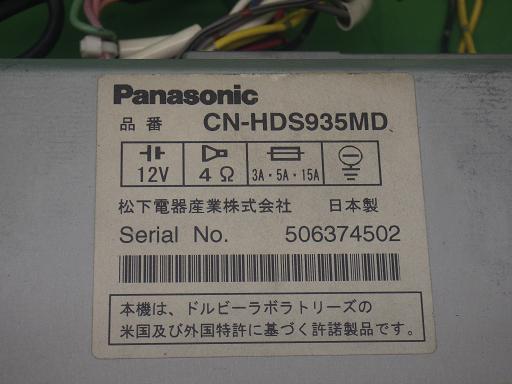 Panasonic
品番 CN-HDS935MD
12V 4Ω 3A・5A・15A
松下電器産業株式会社 日本製
Serial No. 506374502
本機は、ドルビーラボラトリーズの
米国及び外国特許に基づく許諾製品です。